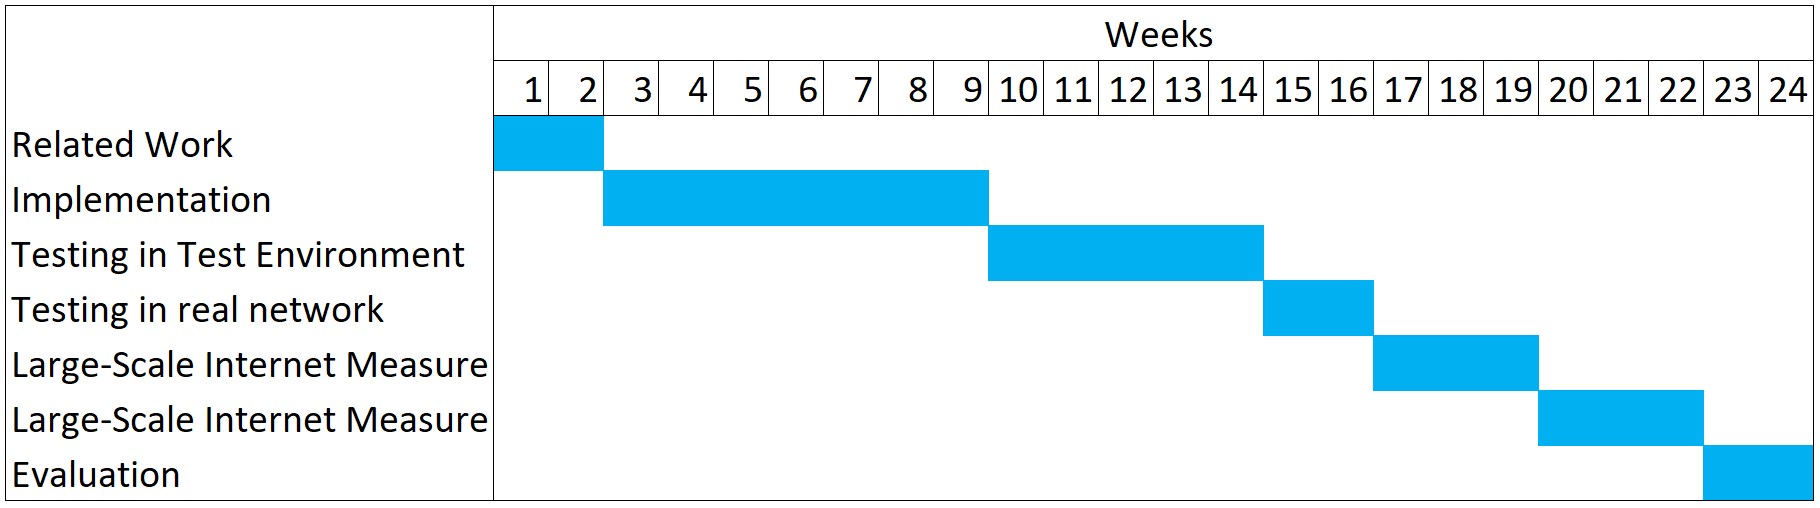 Weeks
1 2 3 4 5 6 7 8 9 10 11 12 13 14 15 16 17 18 19 20 21 22 23 24
Related Work
Implementation
Testing in Test Environment
Testing in real network
Large-Scale Internet Measure
Large-Scale Internet Measure
Evaluation